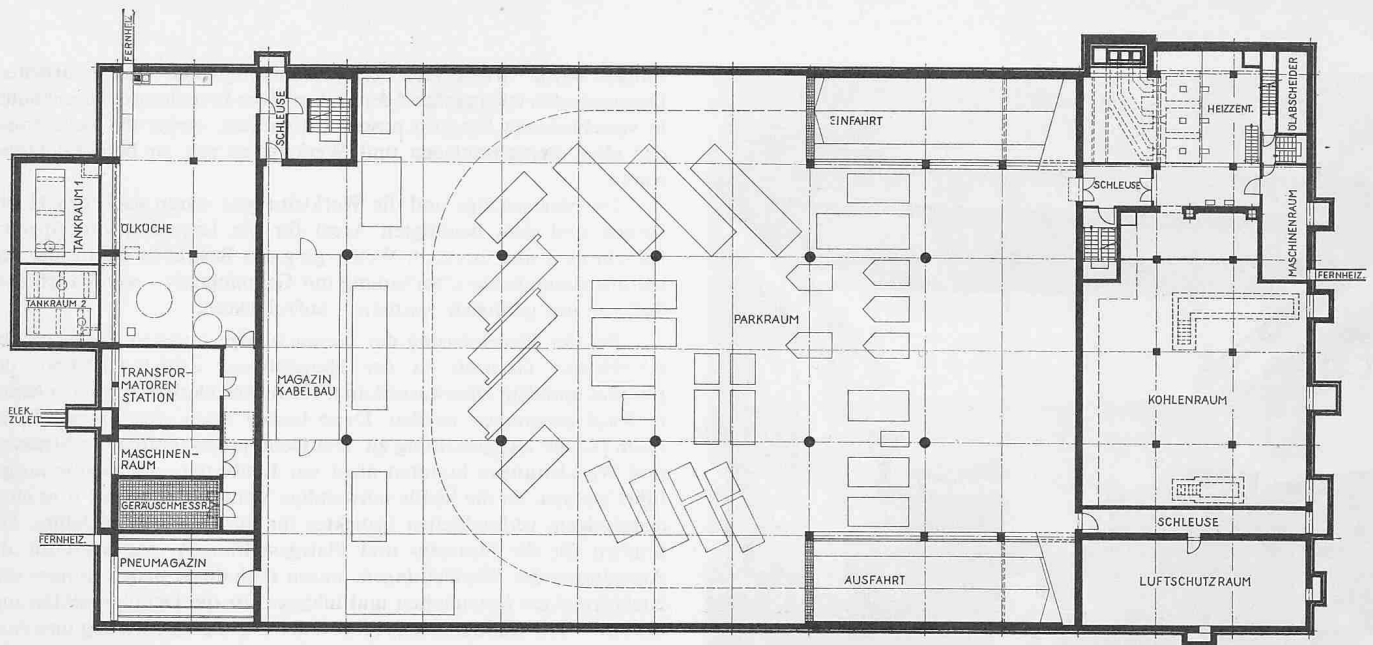 FERNHEIZ.
SCHLEUSE
EINFAHRT
HEIZZENT.
ÖLABSCHEIDER
TANKRAUM 1
ÖLKÜCHE
SCHLEUSE
MASCHINENRAUM
FERNHEIZ.
TANKRAUM 2
PARKRAUM
TRANSFOR-
MATOREN
STATION
MAGAZIN
KABELBAU
KOHLENRAUM
ELEK.
ZULEIT.
MASCHINEN-
RAUM
GERÄUSCHMESSR.
SCHLEUSE
FERNHEIZ.
PNEUMAGAZIN
AUSFAHRT
LUFTSCHUTZRAUM